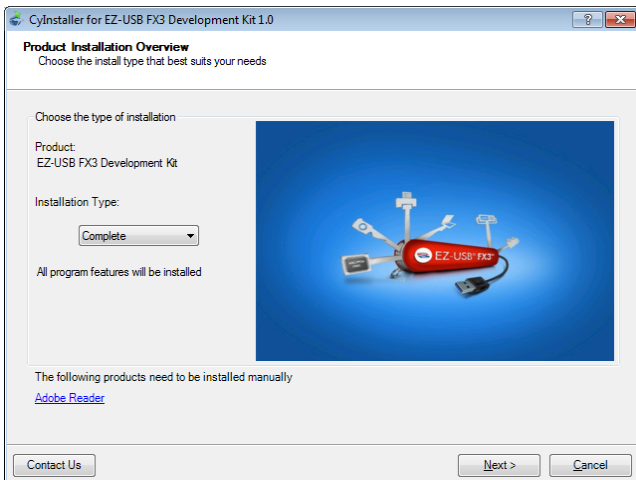 CyInstaller for EZ-USB FX3 Development Kit 1.0
Product Installation Overview
Choose the install type that best suits your needs
Choose the type of installation
Product:
EZ-USB FX3 Development Kit
Installation Type:
Complete
All program features will be installed
EZ-USB® FX3™
The following products need to be installed manually
Adobe Reader
Contact Us
Next >
Cancel